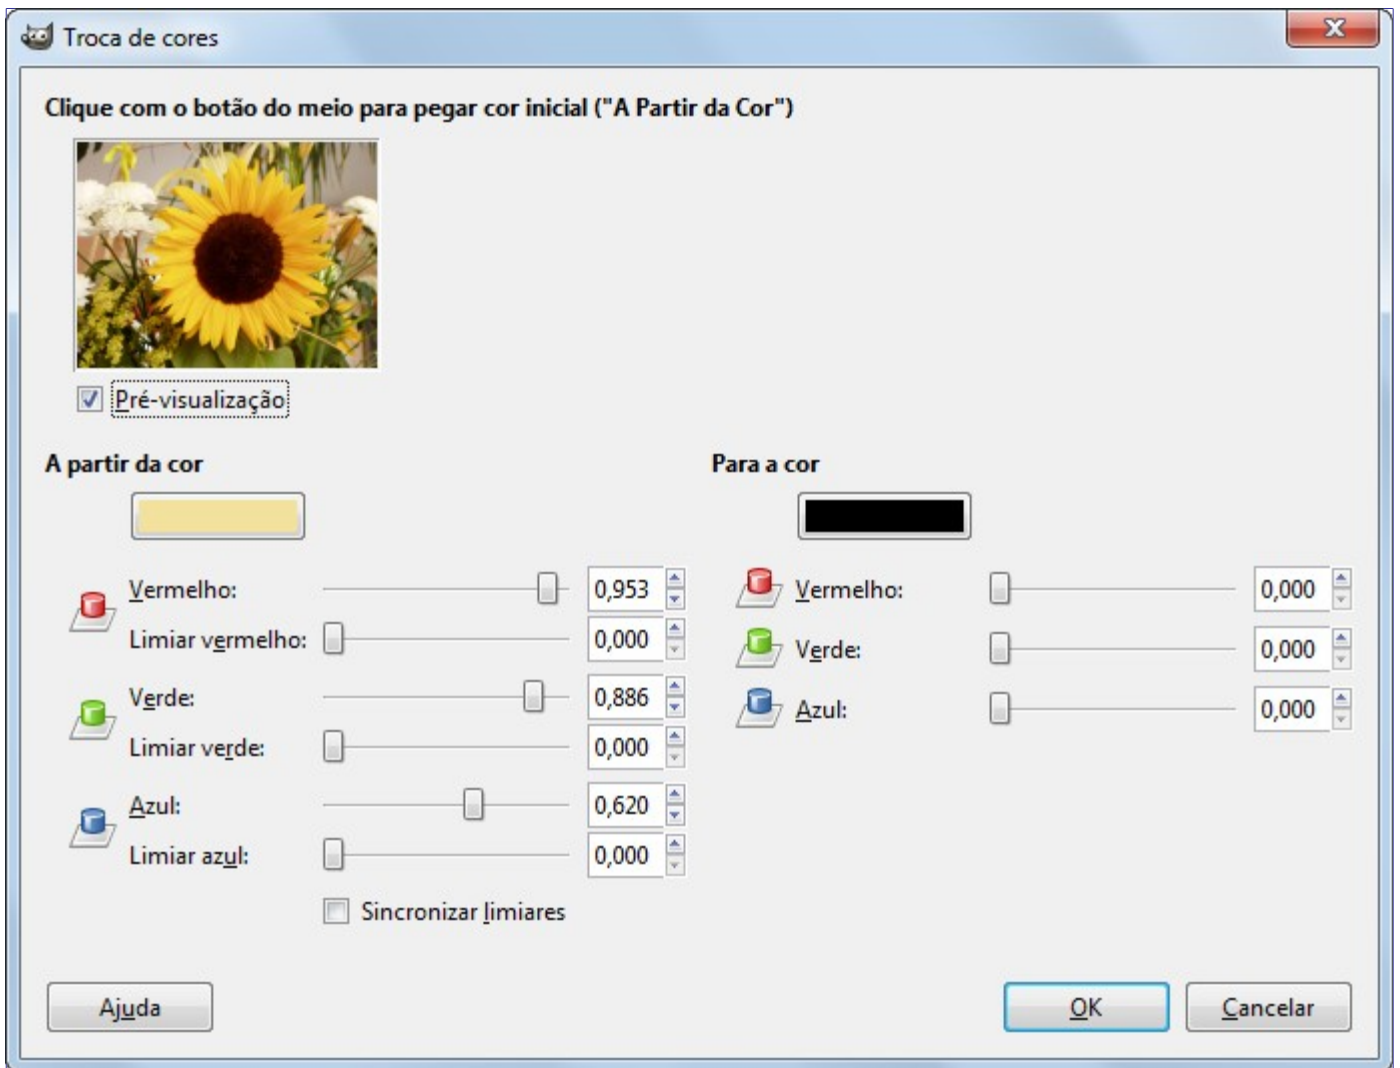 Troca de cores
Clique com o botão do meio para pegar cor inicial ("A Partir da Cor")
Pré-visualização
A partir da cor
Vermelho: 0,953
Limiar vermelho: 0,000
Verde: 0,886
Limiar verde: 0,000
Azul: 0,620
Limiar azul: 0,000
Sincronizar limiares
Para a cor
Vermelho: 0,000
Verde: 0,000
Azul: 0,000
Ajuda
OK
Cancelar